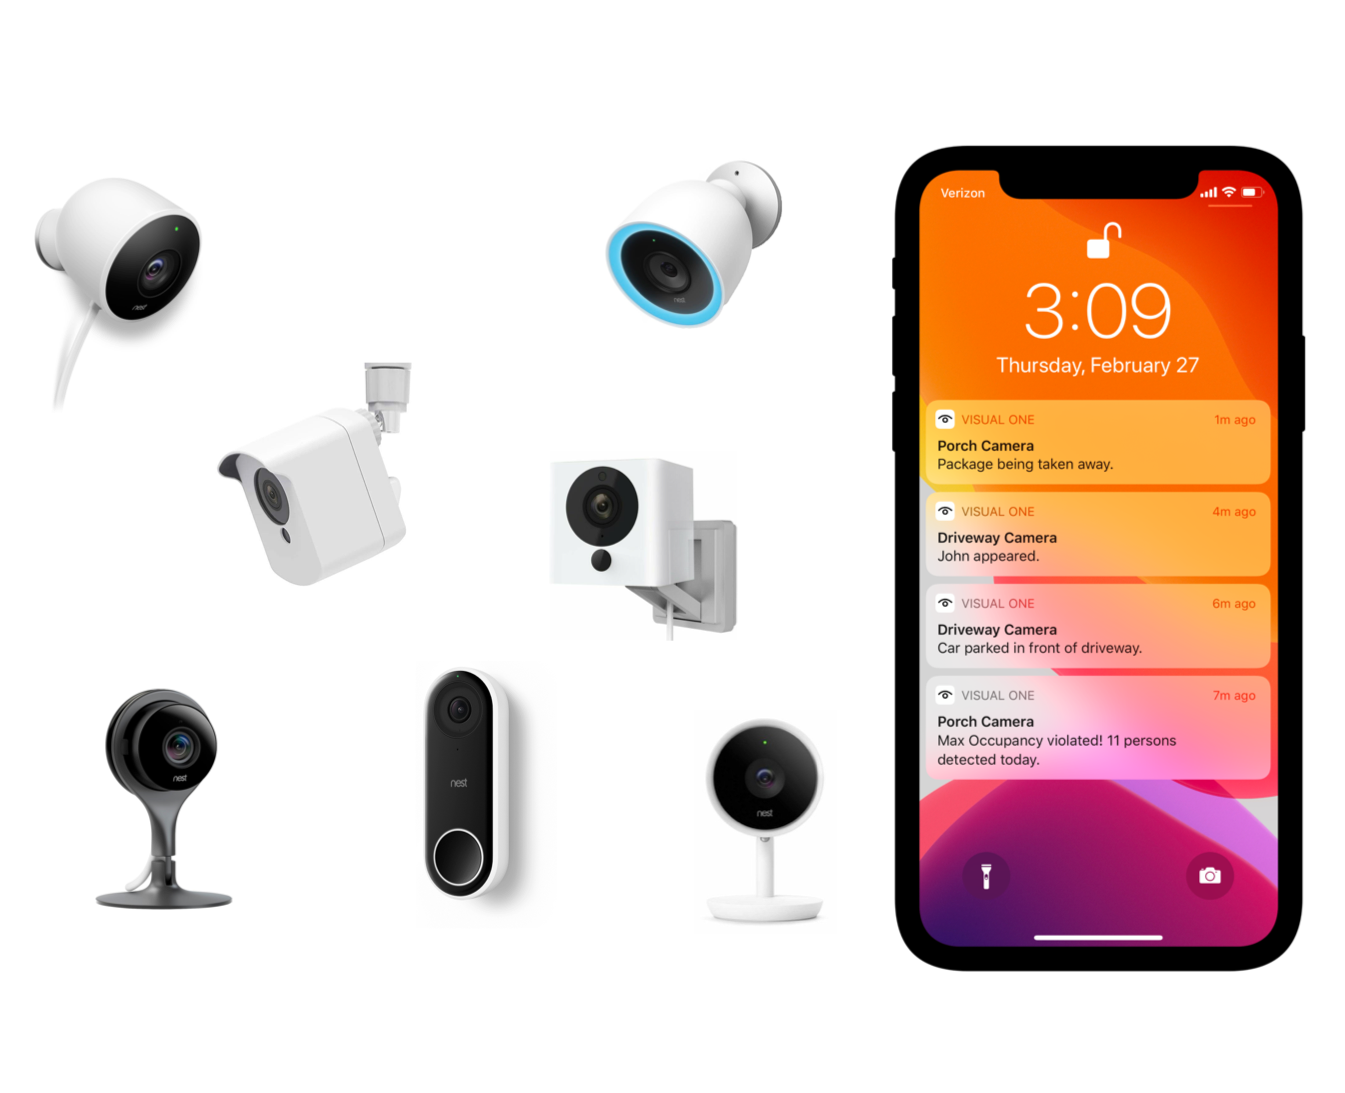 nest
nest
nest
nest
nest
Verizon
3:09
Thursday, February 27
VISUAL ONE
1m ago
Porch Camera
Package being taken away.
VISUAL ONE
4m ago
Driveway Camera
John appeared.
VISUAL ONE
6m ago
Driveway Camera
Car parked in front of driveway.
VISUAL ONE
7m ago
Porch Camera
Max Occupancy violated! 11 persons
detected today.